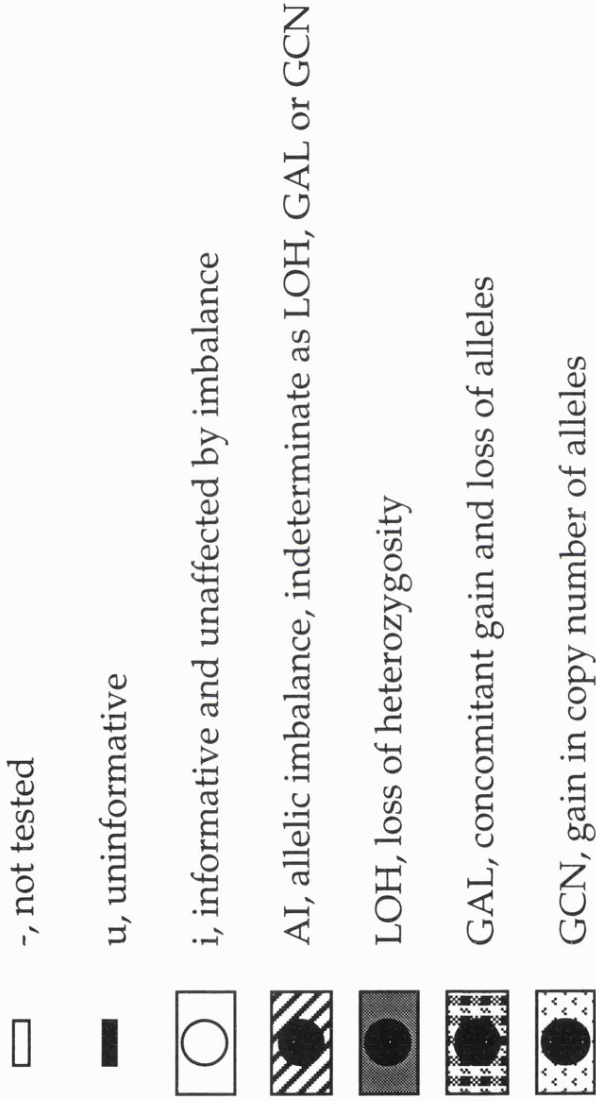 -, not tested
u, uninformative
i, informative and unaffected by imbalance
AI, allelic imbalance, indeterminate as LOH, GAL or GCN
LOH, loss of heterozygosity
GAL, concomitant gain and loss of alleles
GCN, gain in copy number of alleles